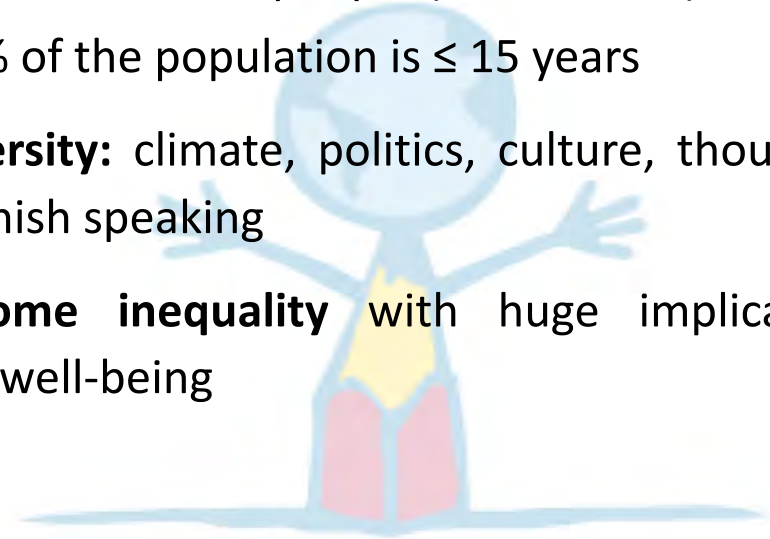 % of the population is ≤ 15 years
ersity: climate, politics, culture, thou
nish speaking
ome inequality with huge implica
well-being